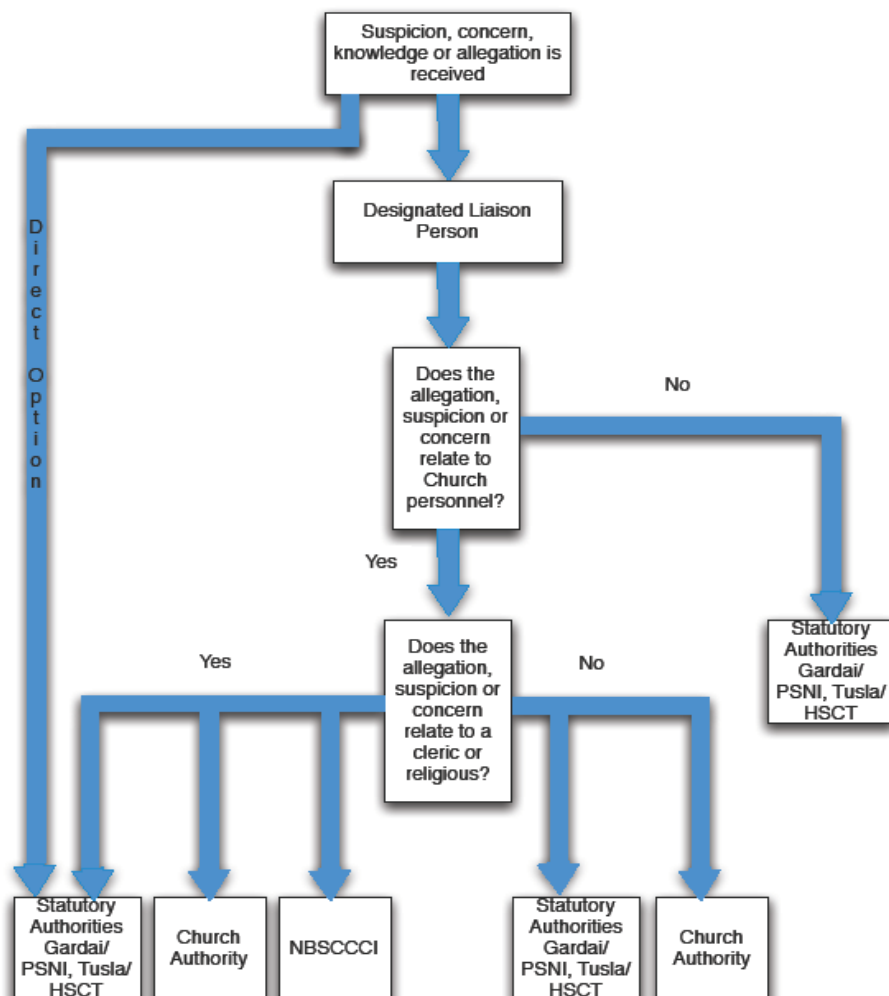 Suspicion, concern,
knowledge or allegation is
received
Direct Option
Designated Liaison
Person
Does the
allegation,
suspicion or
concern
relate to
Church
personnel?
No
Yes
Statutory
Authorities
Gardai/
PSNI, Tusla/
HSCT
Does the
allegation,
suspicion or
concern
relate to a
cleric or
religious?
Yes
No
Statutory
Authorities
Gardai/
PSNI, Tusla/
HSCT
Church
Authority
NBSCCCI
Statutory
Authorities
Gardai/
PSNI, Tusla/
HSCT
Church
Authority